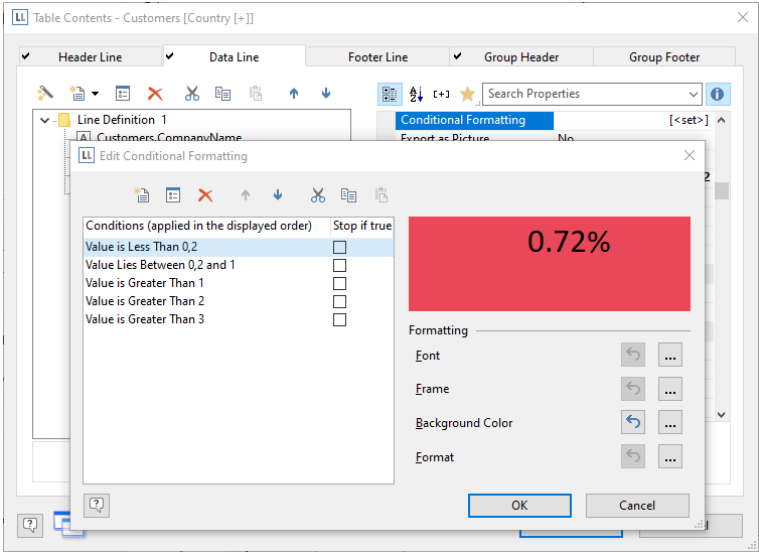 LL Table Contents - Customers [Country [+]]
Header Line Data Line Footer Line Group Header Group Footer
[+] Search Properties
Line Definition 1 Conditional Formatting [<set>]
A Customers.CompanyName Export as Picture No
LL Edit Conditional Formatting
2
Conditions (applied in the displayed order) Stop if true
Value is Less Than 0,2
Value Lies Between 0,2 and 1
Value is Greater Than 1
Value is Greater Than 2
Value is Greater Than 3
0.72%
Formatting
Font ...
Frame ...
Background Color ...
Format ...
OK Cancel